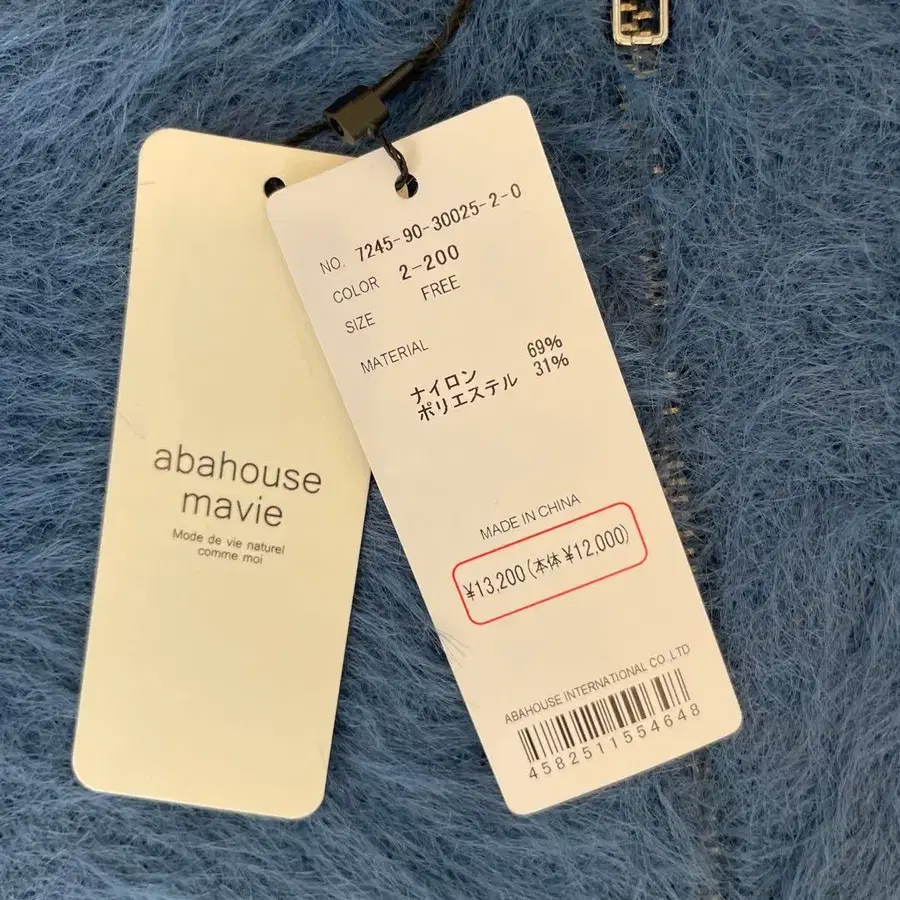 abahouse
mavie
Mode de vie naturel
comme moi
NO. 7245-90-30025-2-0
COLOR 2-200
SIZE FREE
MATERIAL
ナイロン 69%
ポリエステル 31%
MADE IN CHINA
¥13,200(本体¥12,000)
ABAHOUSE INTERNATIONAL CO.,LTD
4582511554648